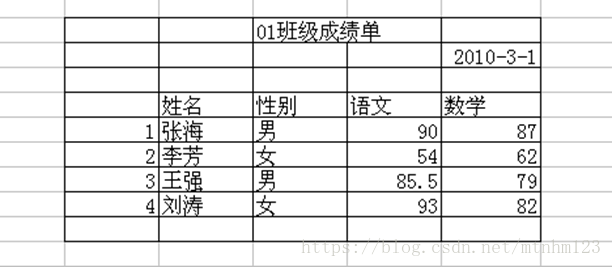 01班级成绩单
2010-3-1
姓名 性别 语文 数学
1 张海 男 90 87
2 李芳 女 54 62
3 王强 男 85.5 79
4 刘涛 女 93 82
https://blog.csdn.net/mtnhm123